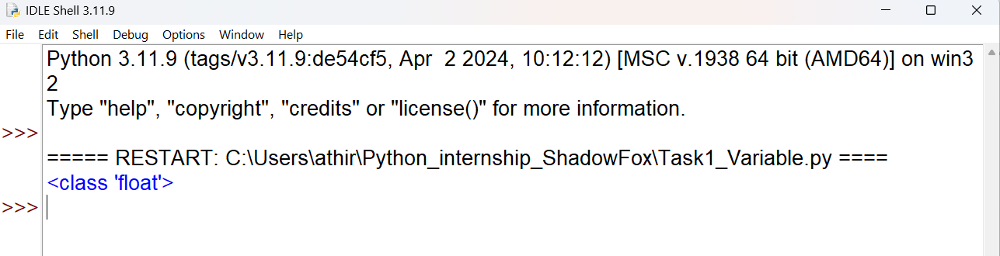 IDLE Shell 3.11.9
File Edit Shell Debug Options Window Help
Python 3.11.9 (tags/v3.11.9:de54cf5, Apr  2 2024, 10:12:12) [MSC v.1938 64 bit (AMD64)] on win3
2
Type "help", "copyright", "credits" or "license()" for more information.
>>>
===== RESTART: C:\Users\athir\Python_internship_ShadowFox\Task1_Variable.py ====
<class 'float'>
>>>